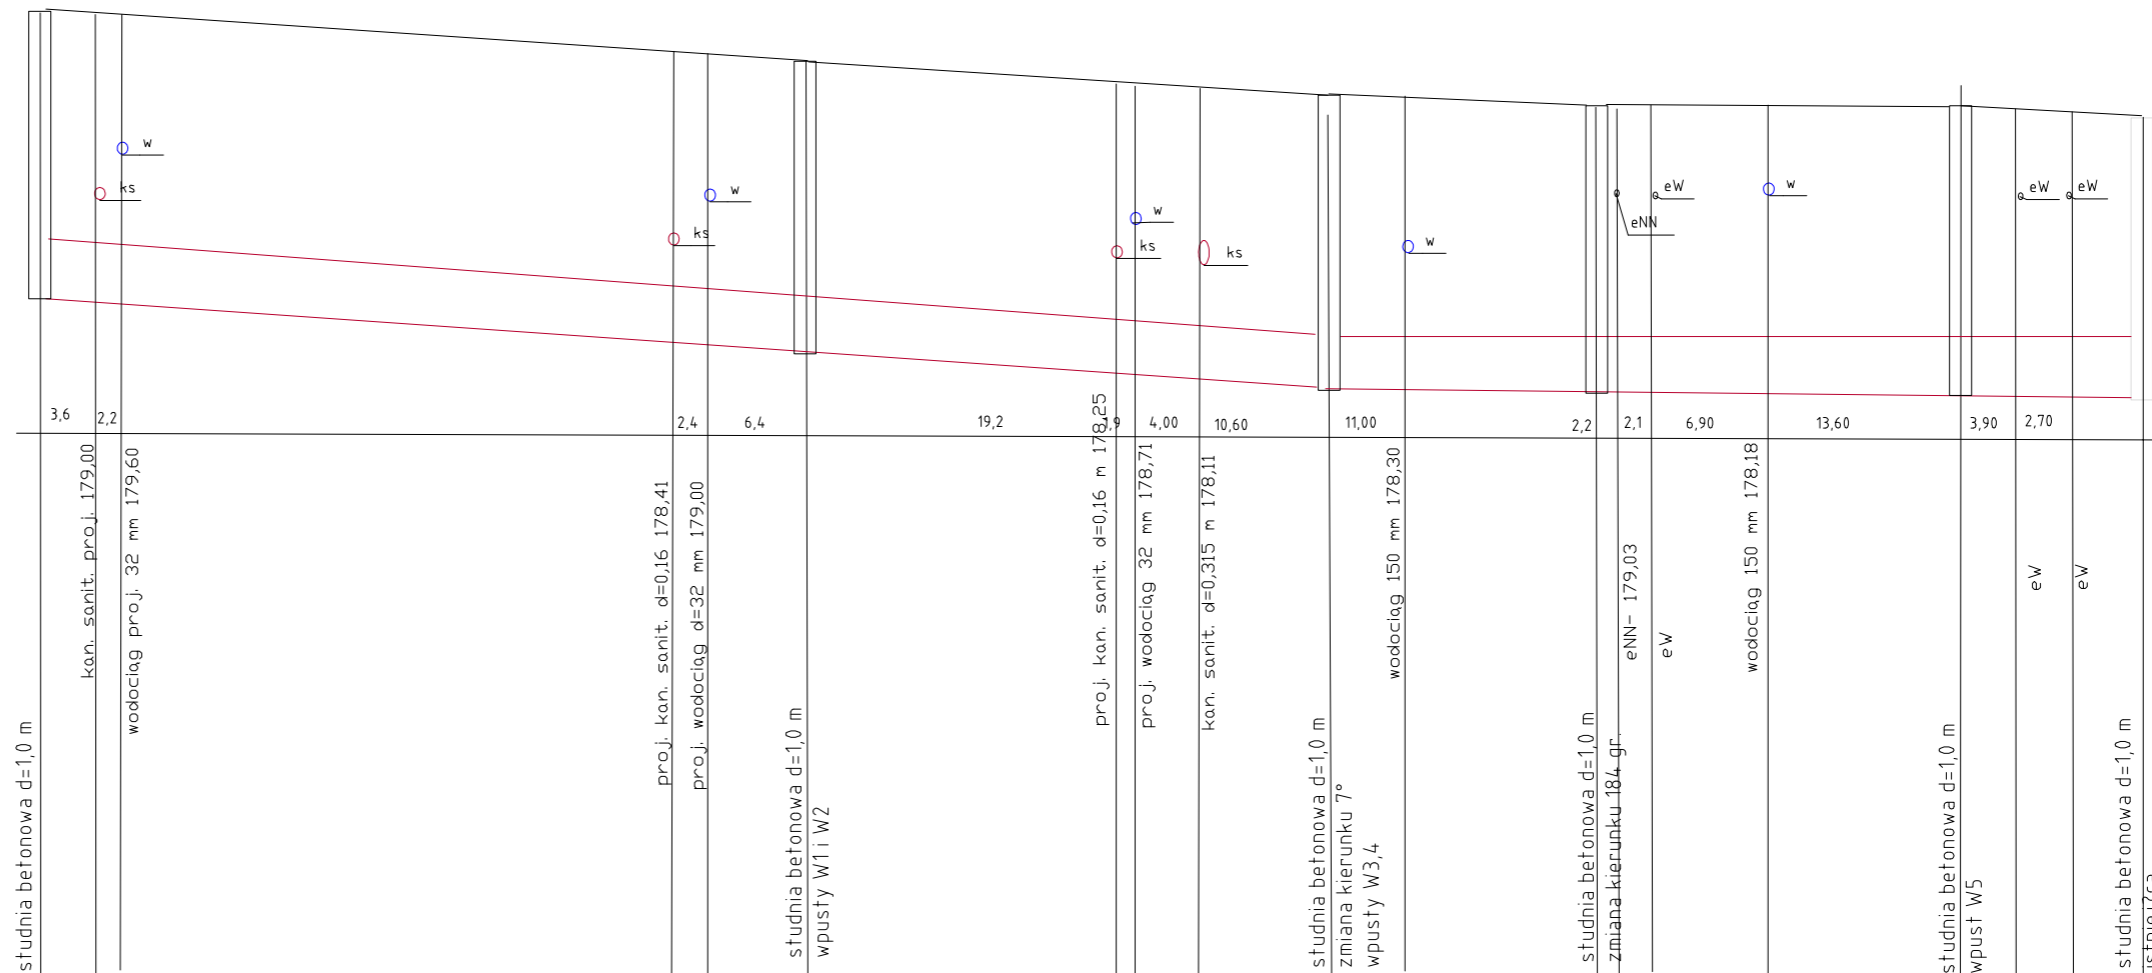 w
ks
w
ks
w
ks
ks
w
eNN
eW
w
eW
eW
3,6
2,2
2,4
6,4
19,2
1,9
4,00
10,60
11,00
2,2
2,1
6,90
13,60
3,90
2,70
studnia betonowa d=1,0 m
kan. sanit. proj. 179,00
wodociąg proj. 32 mm 179,60
proj. kan. sanit. d=0,16 178,41
proj. wodociąg d=32 mm 179,00
studnia betonowa d=1,0 m
wpusty W1 i W2
proj. kan. sanit. d=0,16 m 178,25
proj. wodociąg 32 mm 178,71
kan. sanit. d=0,315 m 178,11
studnia betonowa d=1,0 m
zmiana kierunku 7°
wpusty W3,4
wodociąg 150 mm 178,30
studnia betonowa d=1,0 m
zmiana kierunku 184 gr.
eNN- 179,03
eW
wodociąg 150 mm 178,18
studnia betonowa d=1,0 m
wpust W5
eW
eW
studnia betonowa d=1,0 m